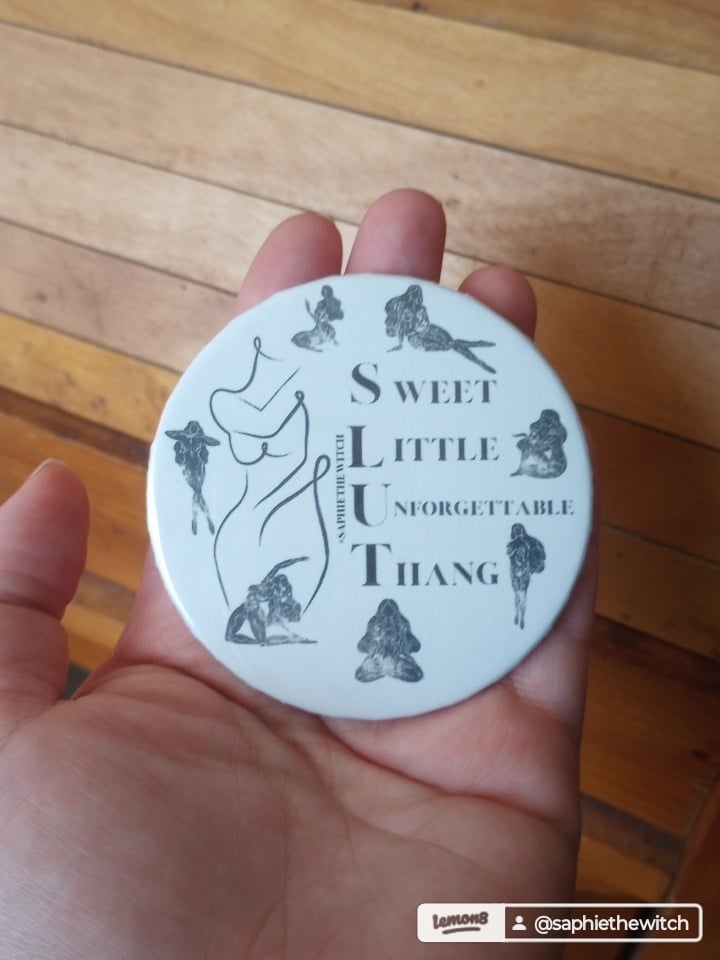 SWEET
LITTLE
UNFORGETTABLE
THANG
#SAPHIETHEWITCH
lemon8 @saphiethewitch